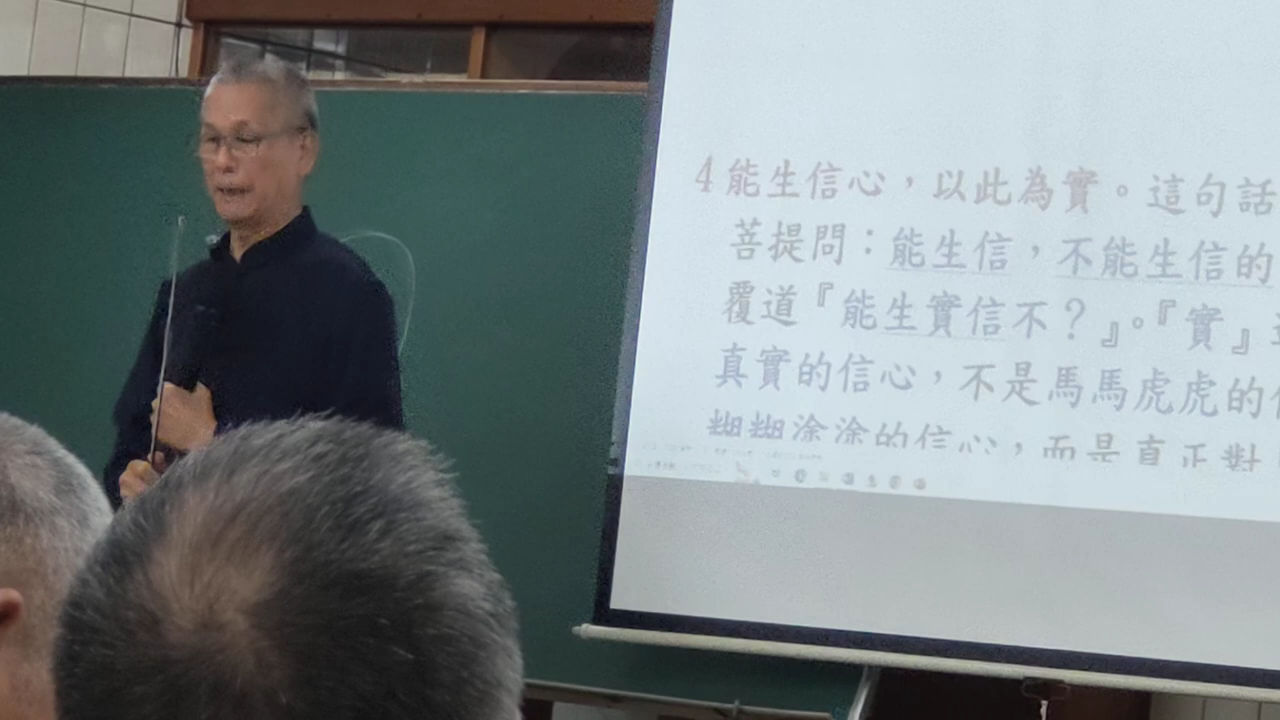 4 能生信心，以此為實。這句話
菩提問：能生信，不能生信的
覆道『能生實信不？』。『實』
真實的信心，不是馬馬虎虎的
糊糊涂涂的信心，而是真正對